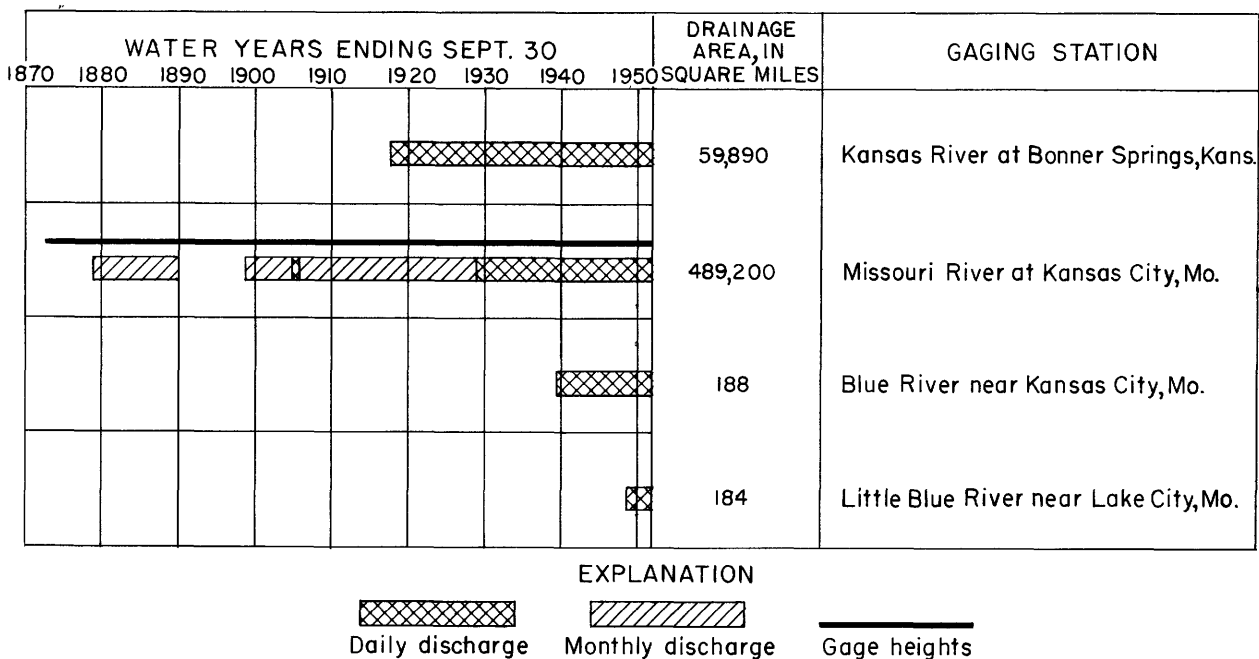 WATER YEARS ENDING SEPT. 30
1870 1880 1890 1900 1910 1920 1930 1940 1950
DRAINAGE
AREA, IN
SQUARE MILES
GAGING STATION
59,890 Kansas River at Bonner Springs, Kans.
489,200 Missouri River at Kansas City, Mo.
188 Blue River near Kansas City, Mo.
184 Little Blue River near Lake City, Mo.
EXPLANATION
Daily discharge Monthly discharge Gage heights